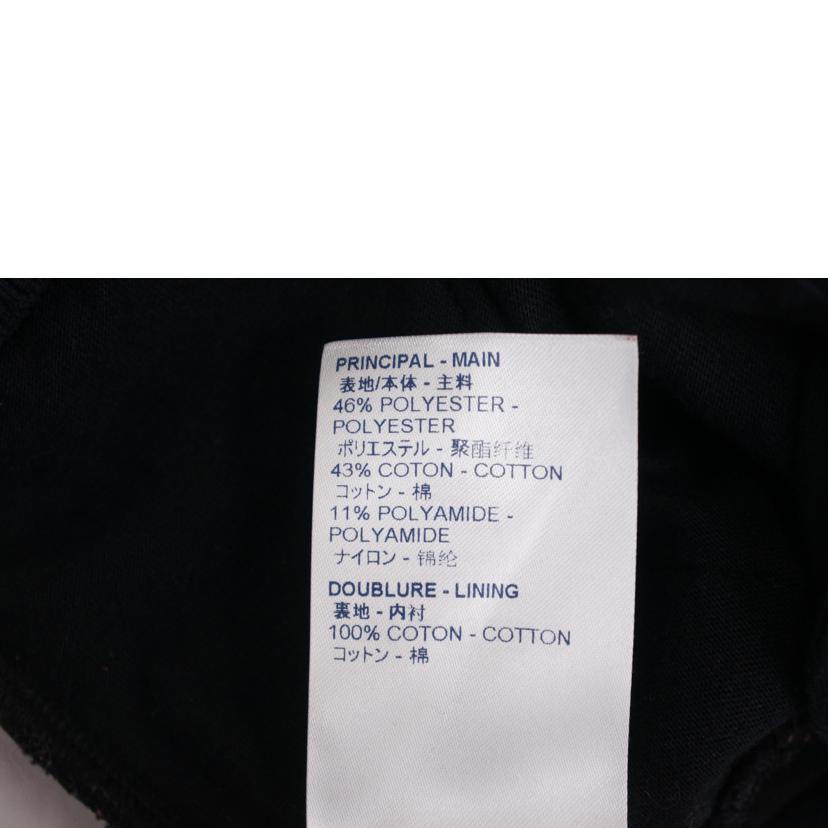 PRINCIPAL - MAIN
表地/本体 - 主料
46% POLYESTER -
POLYESTER
ポリエステル - 聚酯纤维
43% COTON - COTTON
コットン - 棉
11% POLYAMIDE -
POLYAMIDE
ナイロン - 锦纶
DOUBLURE - LINING
裏地 - 内衬
100% COTON - COTTON
コットン - 棉